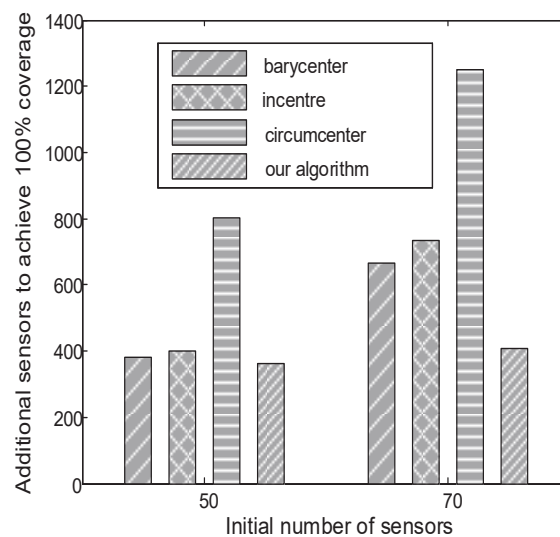 1400
1200
1000
800
600
400
200
0
Additional sensors to achieve 100% coverage
barycenter
incentre
circumcenter
our algorithm
50
70
Initial number of sensors